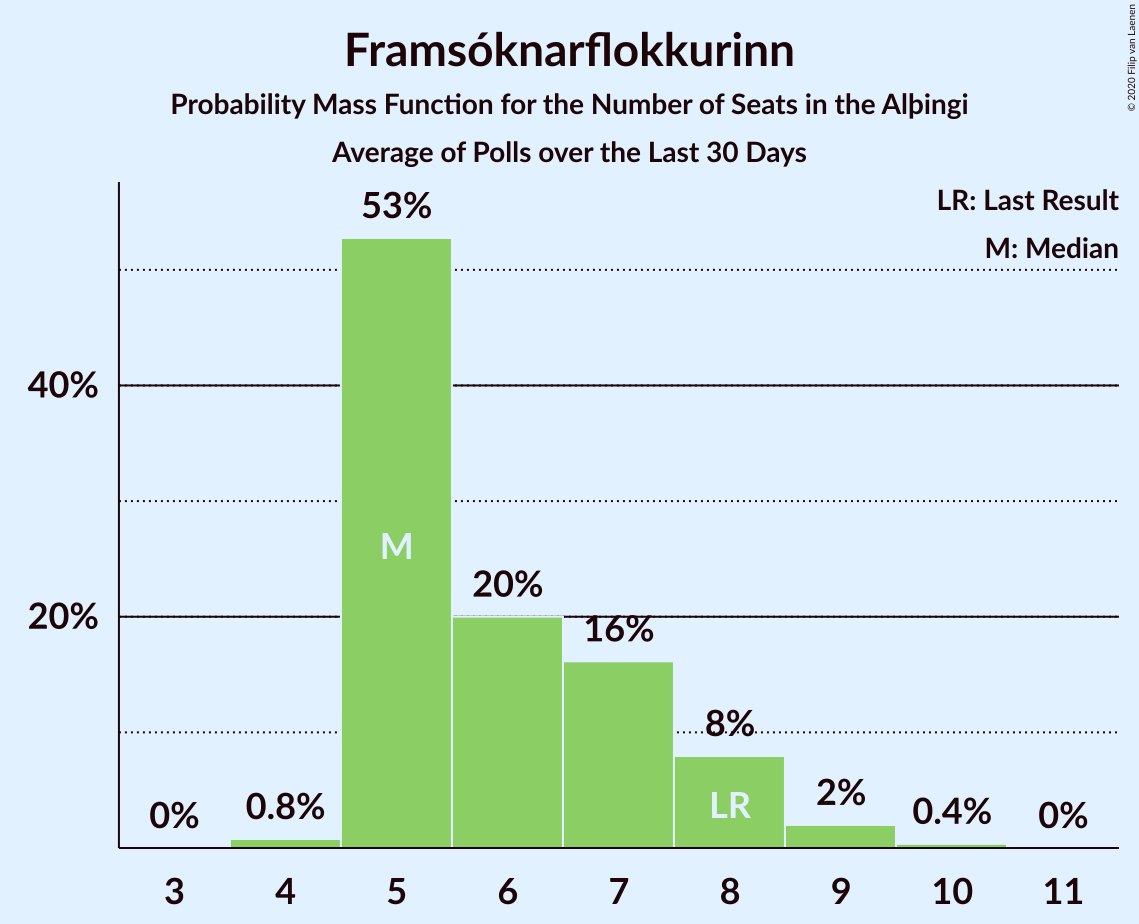 Framsóknarflokkurinn
Probability Mass Function for the Number of Seats in the Alþingi
Average of Polls over the Last 30 Days
© 2020 Filip van Laenen
LR: Last Result
M: Median
53%
40%
M
20%
20%
16%
8%
LR
2%
0.8%
0.4%
0%
0%
3 4 5 6 7 8 9 10 11